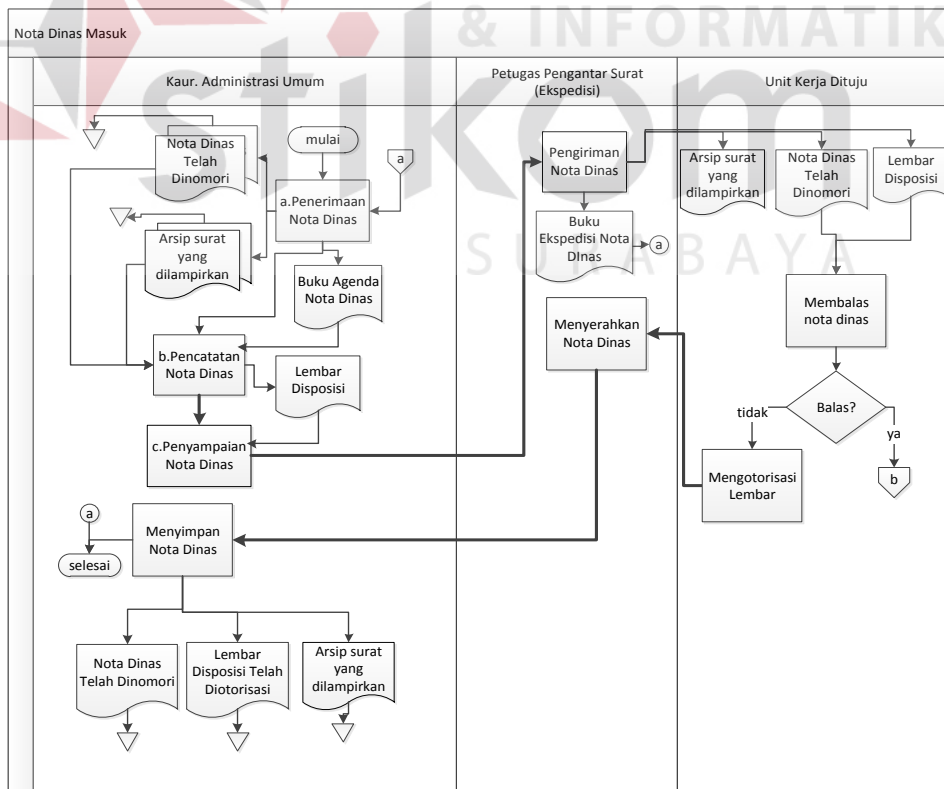 & INFORMATIK
stikom
SURABAYA
Nota Dinas Masuk
Kaur. Administrasi Umum
Petugas Pengantar Surat
(Ekspedisi)
Unit Kerja Dituju
Nota Dinas
Telah
Dinomori
mulai
a
a.Penerimaan
Nota Dinas
Arsip surat
yang
dilampirkan
Buku Agenda
Nota Dinas
b.Pencatatan
Nota Dinas
Lembar
Disposisi
c.Penyampaian
Nota Dinas
Pengiriman
Nota Dinas
Buku
Ekspedisi Nota
DInas
a
Arsip surat
yang
dilampirkan
Nota Dinas
Telah
Dinomori
Lembar
Disposisi
Membalas
nota dinas
Balas?
tidak
ya
b
Mengotorisasi
Lembar
Menyerahkan
Nota Dinas
a
Menyimpan
Nota Dinas
selesai
Nota Dinas
Telah Dinomori
Lembar
Disposisi Telah
Diotorisasi
Arsip surat
yang
dilampirkan